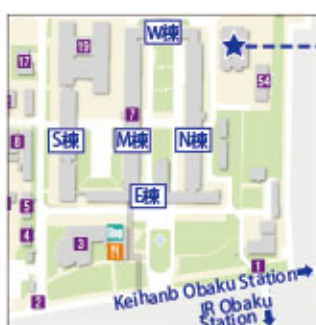 W棟
19
17
54
7
8
S棟
M棟
N棟
E棟
5
4
3
N
1
2
Keihanb Obaku Station
JR Obaku
Station